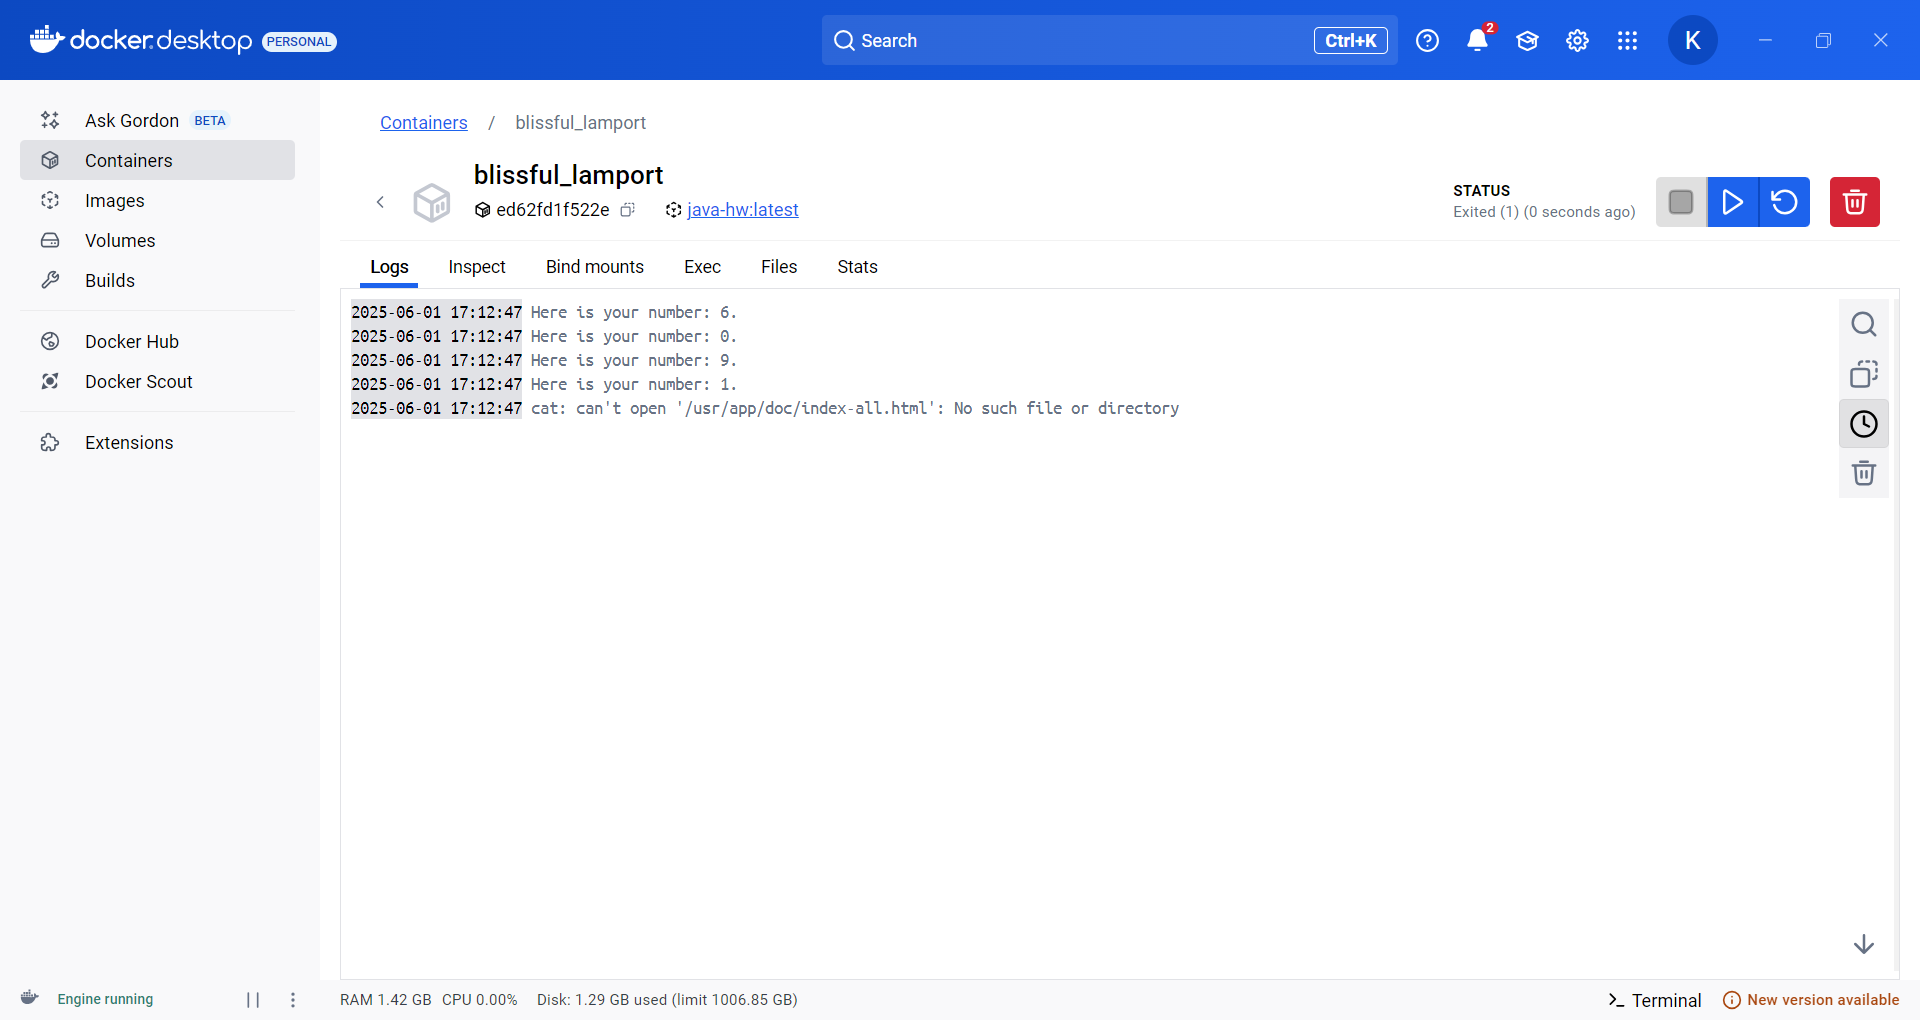 docker.desktop PERSONAL
Search
Ctrl+K
2
K
Ask Gordon BETA
Containers
Images
Volumes
Builds
Docker Hub
Docker Scout
Extensions
Containers / blissful_lamport
blissful_lamport
ed62fd1f522e java-hw:latest
STATUS
Exited (1) (0 seconds ago)
Logs Inspect Bind mounts Exec Files Stats
2025-06-01 17:12:47 Here is your number: 6.
2025-06-01 17:12:47 Here is your number: 0.
2025-06-01 17:12:47 Here is your number: 9.
2025-06-01 17:12:47 Here is your number: 1.
2025-06-01 17:12:47 cat: can't open '/usr/app/doc/index-all.html': No such file or directory
Engine running
RAM 1.42 GB CPU 0.00% Disk: 1.29 GB used (limit 1006.85 GB)
Terminal
New version available